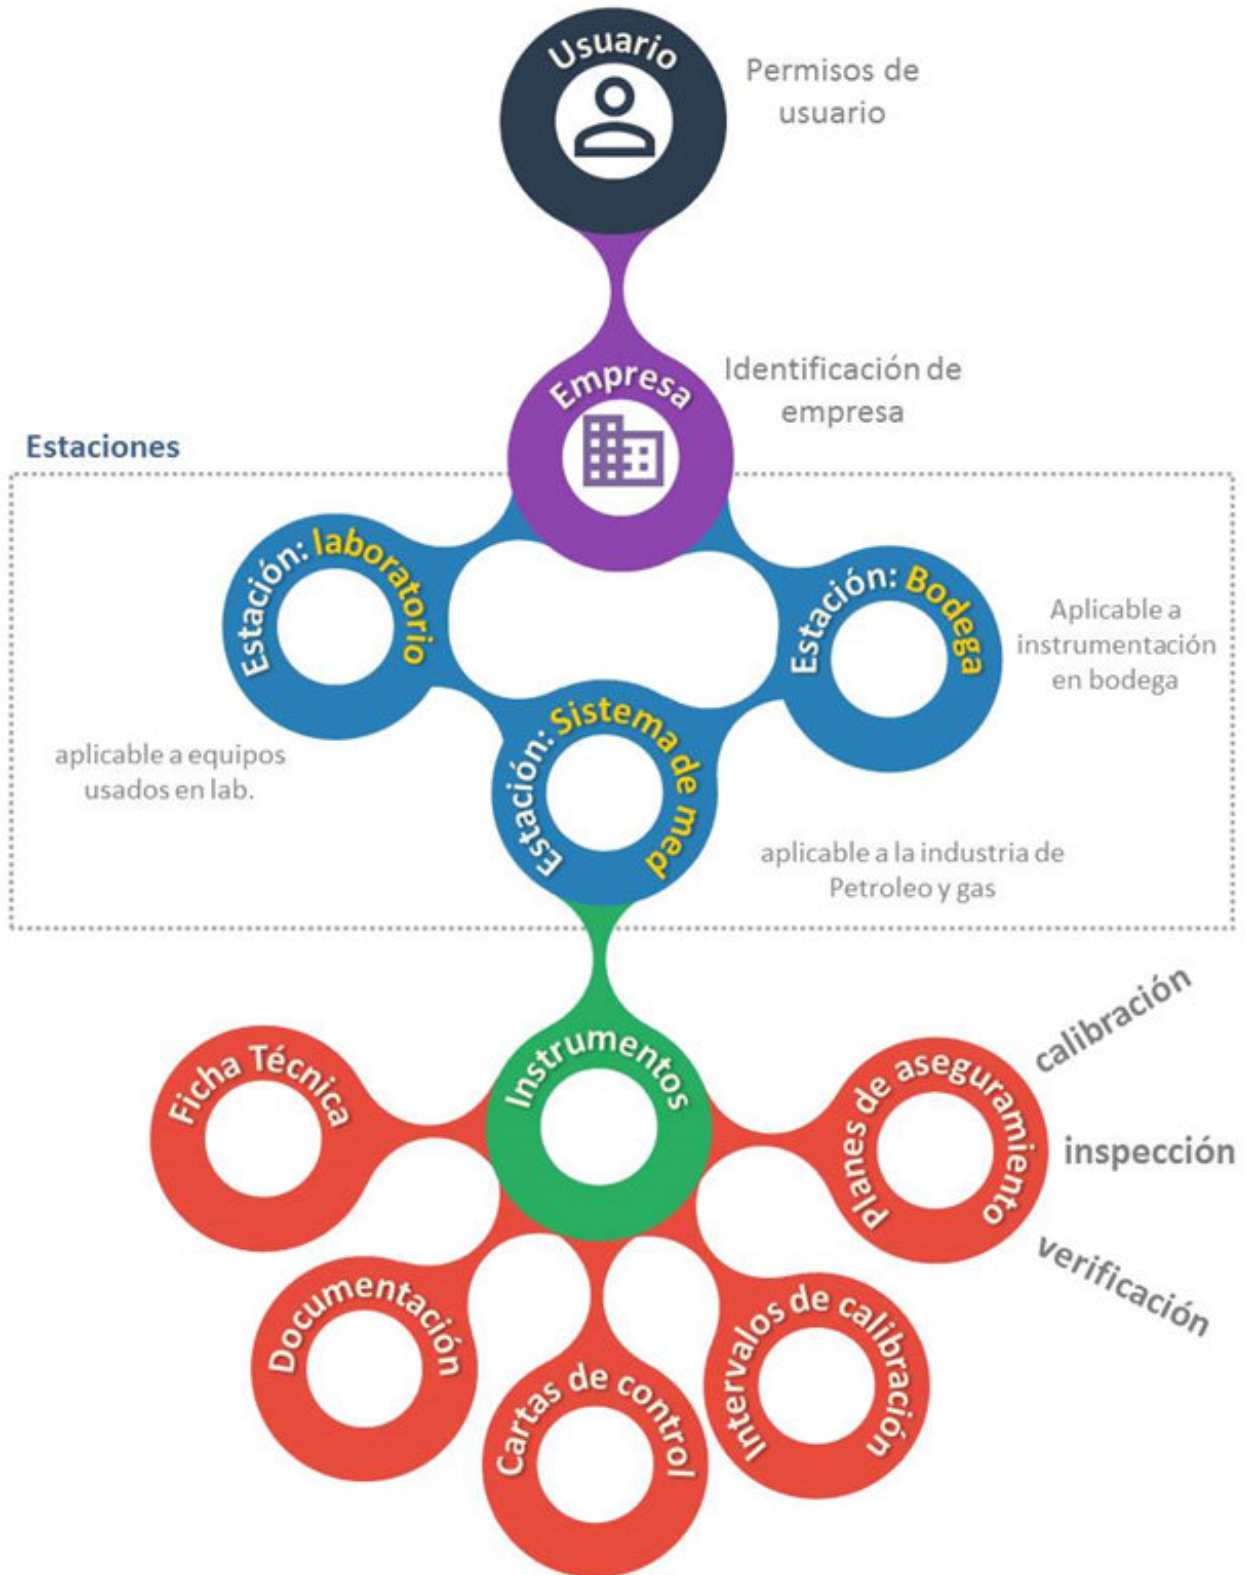 Usuario
Permisos de
usuario
Empresa
Identificación de
empresa
Estaciones
Estación: laboratorio
Estación: Bodega
Aplicable a
instrumentación
en bodega
aplicable a equipos
usados en lab.
Estación: Sistema de med
aplicable a la industria de
Petroleo y gas
Instrumentos
Ficha Técnica
Planes de aseguramiento
calibración
inspección
verificación
Documentación
Intervalos de calibración
Cartas de control